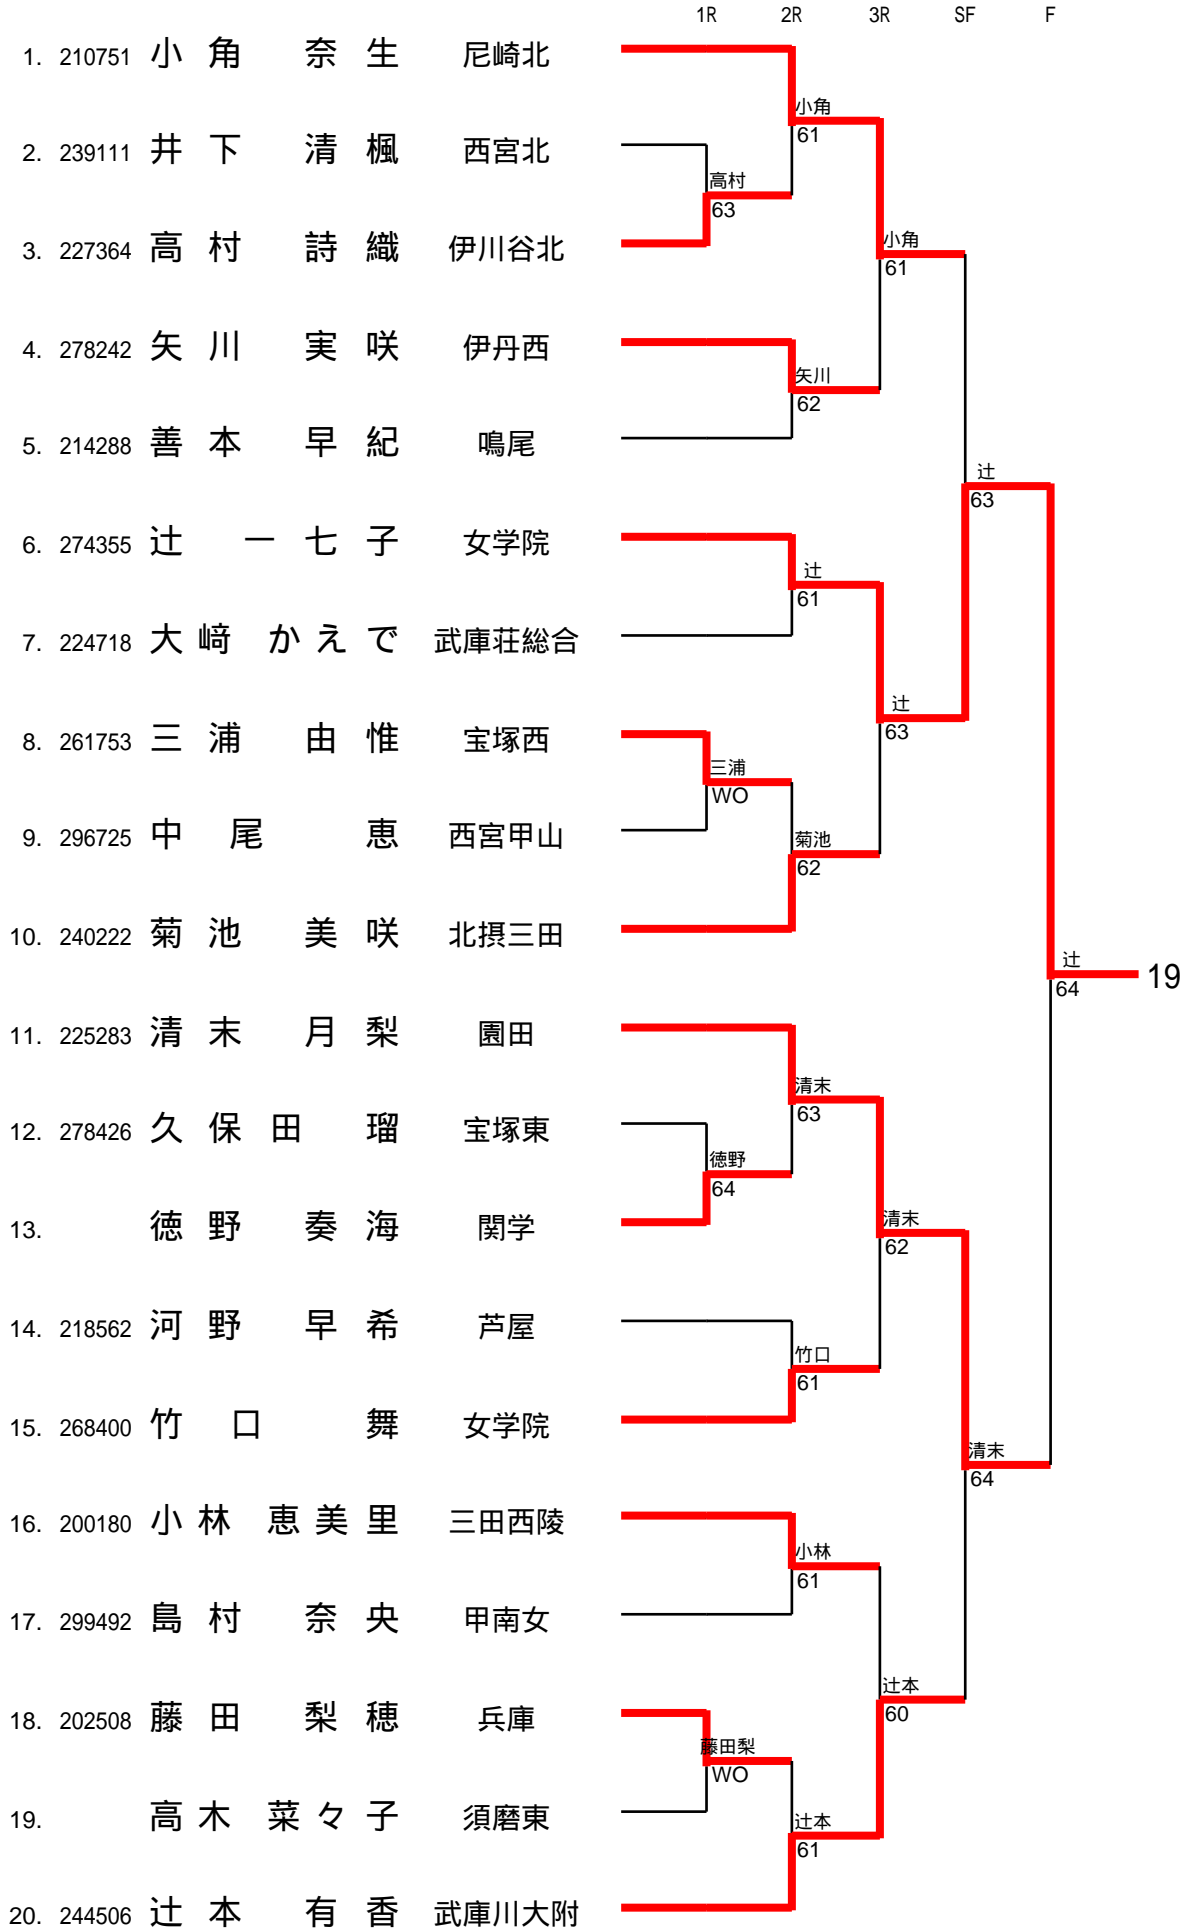 1R 2R 3R SF F
1. 210751 小角 奈生 尼崎北
小角
61
2. 239111 井下 清楓 西宮北
高村
63
3. 227364 高村 詩織 伊川谷北
小角
61
4. 278242 矢川 実咲 伊丹西
矢川
62
5. 214288 善本 早紀 鳴尾
辻
63
6. 274355 辻 一七子 女学院
辻
61
7. 224718 大﨑 かえで 武庫荘総合
辻
63
8. 261753 三浦 由惟 宝塚西
三浦
WO
9. 296725 中尾 恵 西宮甲山
菊池
62
10. 240222 菊池 美咲 北摂三田
辻
64
19
11. 225283 清末 月梨 園田
清末
63
12. 278426 久保田 瑠 宝塚東
徳野
64
13. 徳野 奏海 関学
清末
62
14. 218562 河野 早希 芦屋
竹口
61
15. 268400 竹口 舞 女学院
清末
64
16. 200180 小林 恵美里 三田西陵
小林
61
17. 299492 島村 奈央 甲南女
辻本
60
18. 202508 藤田 梨穂 兵庫
藤田梨
WO
19. 高木 菜々子 須磨東
辻本
61
20. 244506 辻本 有香 武庫川大附